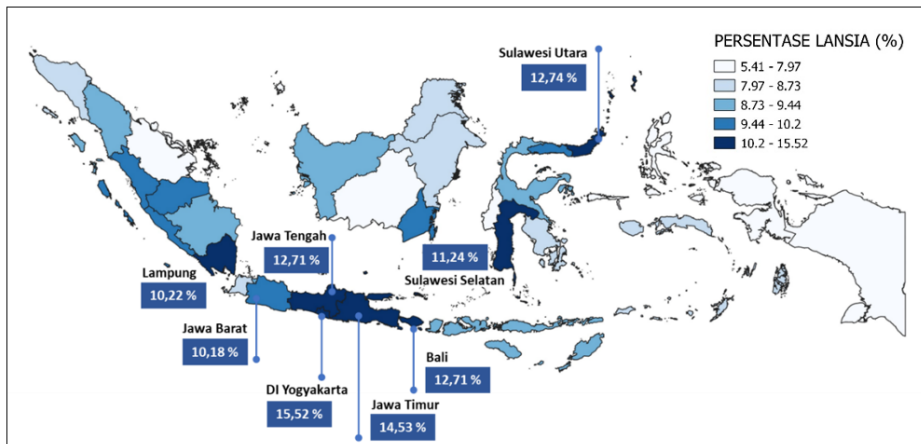 Sulawesi Utara
12,74 %
PERSENTASE LANSIA (%)
5.41 - 7.97
7.97 - 8.73
8.73 - 9.44
9.44 - 10.2
10.2 - 15.52
Jawa Tengah
12,71 %
11,24 %
Sulawesi Selatan
Lampung
10,22 %
Jawa Barat
10,18 %
DI Yogyakarta
15,52 %
Jawa Timur
14,53 %
Bali
12,71 %